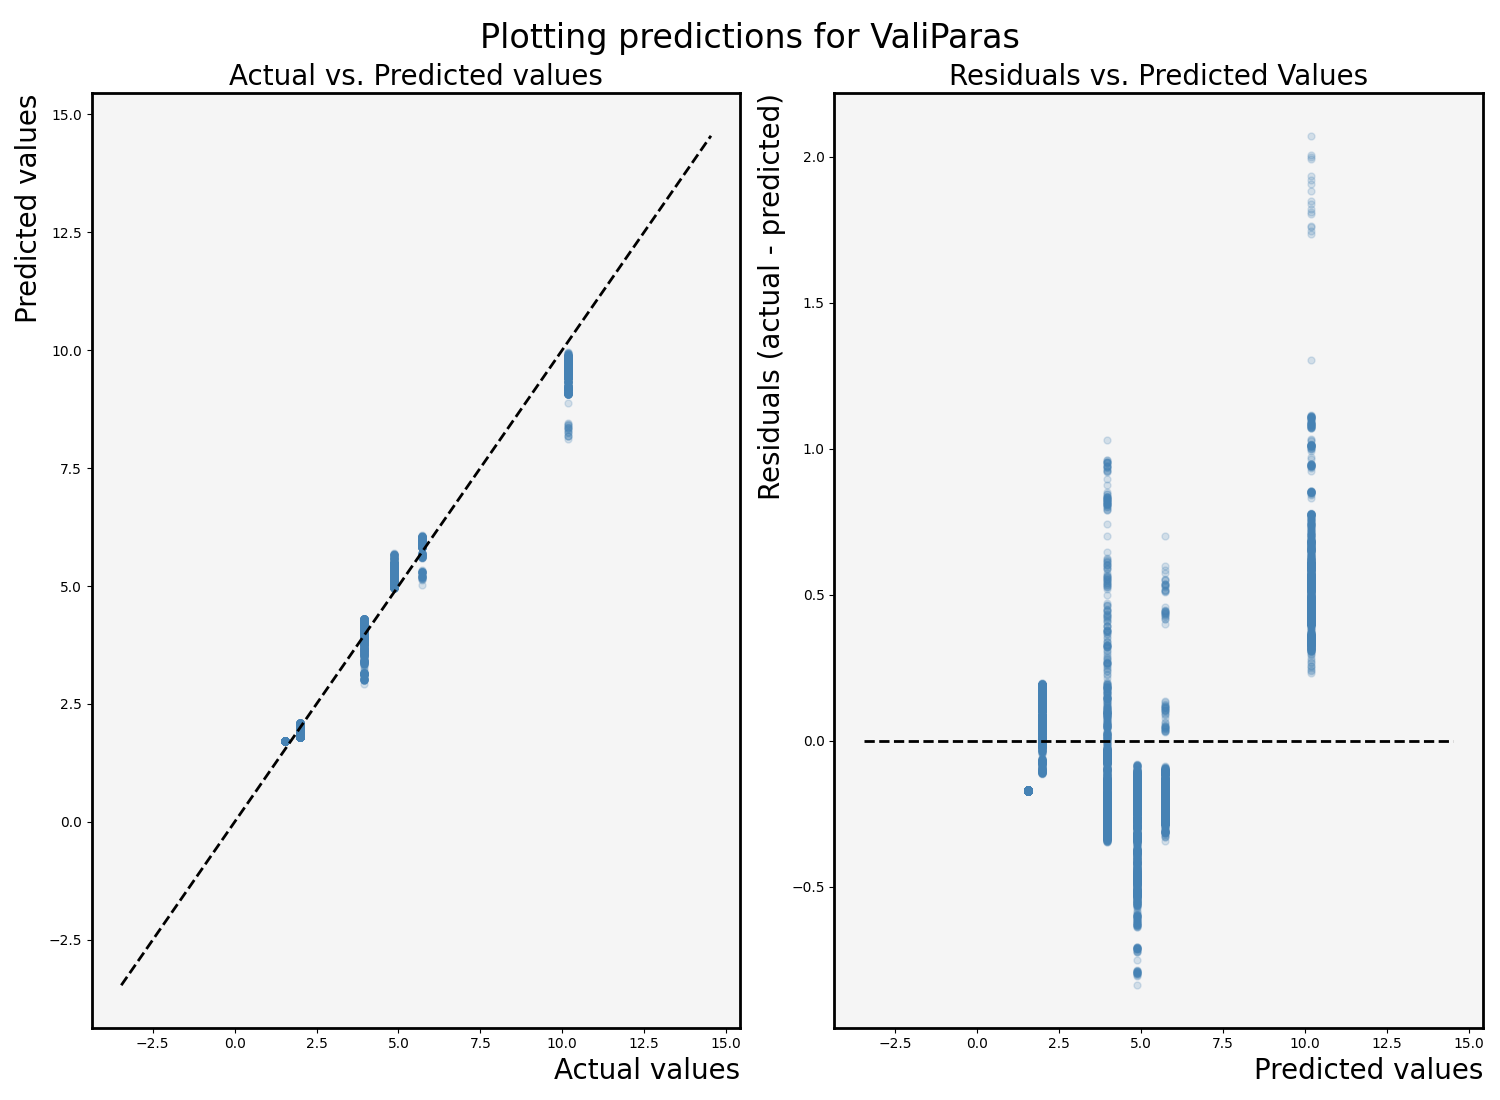 Plotting predictions for ValiParas
Actual vs. Predicted values
Predicted values
15.0
12.5
10.0
7.5
5.0
2.5
0.0
−2.5
−2.5 0.0 2.5 5.0 7.5 10.0 12.5 15.0
Actual values
Residuals vs. Predicted Values
Residuals (actual - predicted)
2.0
1.5
1.0
0.5
0.0
−0.5
−2.5 0.0 2.5 5.0 7.5 10.0 12.5 15.0
Predicted values